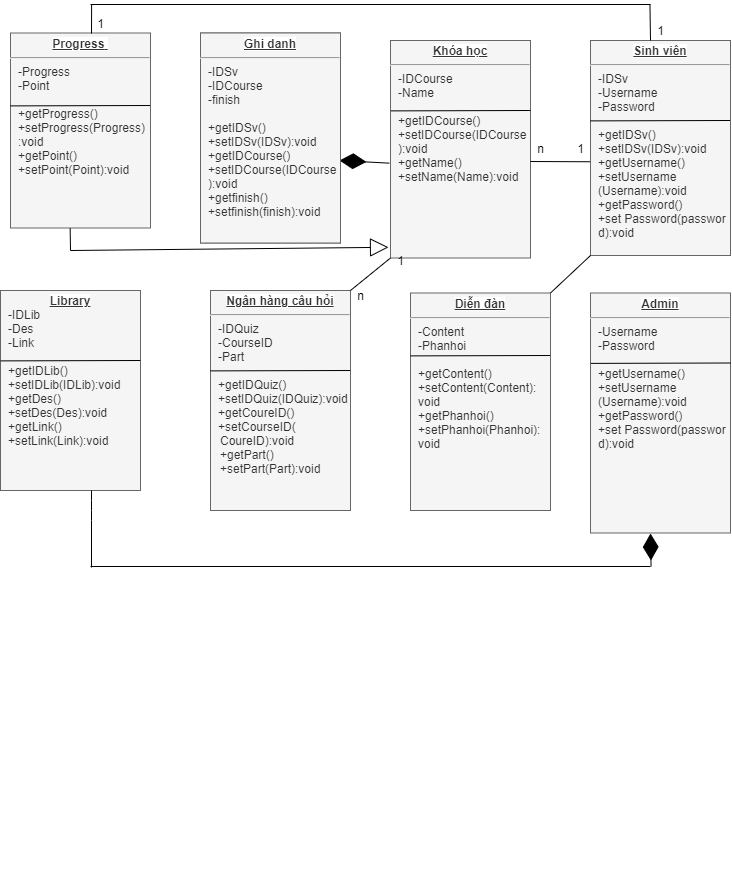 1
1
Progress
-Progress
-Point
+getProgress()
+setProgress(Progress)
:void
+getPoint()
+setPoint(Point):void
Ghi danh
-IDSv
-IDCourse
-finish
+getIDSv()
+setIDSv(IDSv):void
+getIDCourse()
+setIDCourse(IDCourse
):void
+getfinish()
+setfinish(finish):void
Khóa học
-IDCourse
-Name
+getIDCourse()
+setIDCourse(IDCourse
):void
+getName()
+setName(Name):void
n
1
Sinh viên
-IDSv
-Username
-Password
+getIDSv()
+setIDSv(IDSv):void
+getUsername()
+setUsername
(Username):void
+getPassword()
+set Password(passwor
d):void
1
n
Library
-IDLib
-Des
-Link
+getIDLib()
+setIDLib(IDLib):void
+getDes()
+setDes(Des):void
+getLink()
+setLink(Link):void
Ngân hàng câu hỏi
-IDQuiz
-CourseID
-Part
+getIDQuiz()
+setIDQuiz(IDQuiz):void
+getCoureID()
+setCourseID(
CoureID):void
+getPart()
+setPart(Part):void
Diễn đàn
-Content
-Phanhoi
+getContent()
+setContent(Content):
void
+getPhanhoi()
+setPhanhoi(Phanhoi):
void
Admin
-Username
-Password
+getUsername()
+setUsername
(Username):void
+getPassword()
+set Password(passwor
d):void